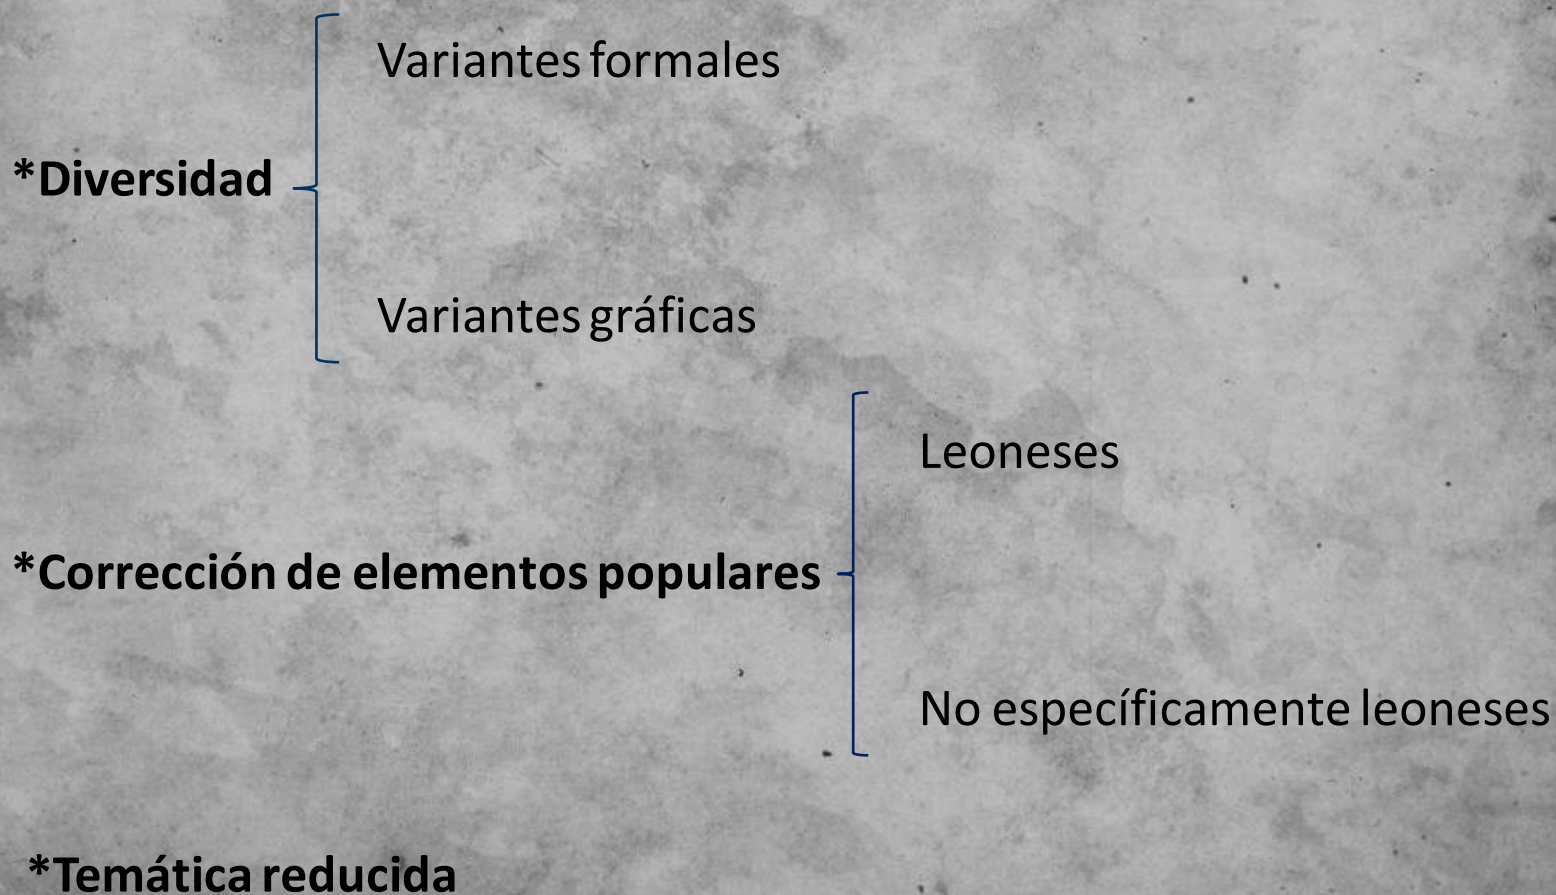 Variantes formales
*Diversidad
Variantes gráficas
Leoneses
*Corrección de elementos populares
No específicamente leoneses
*Temática reducida